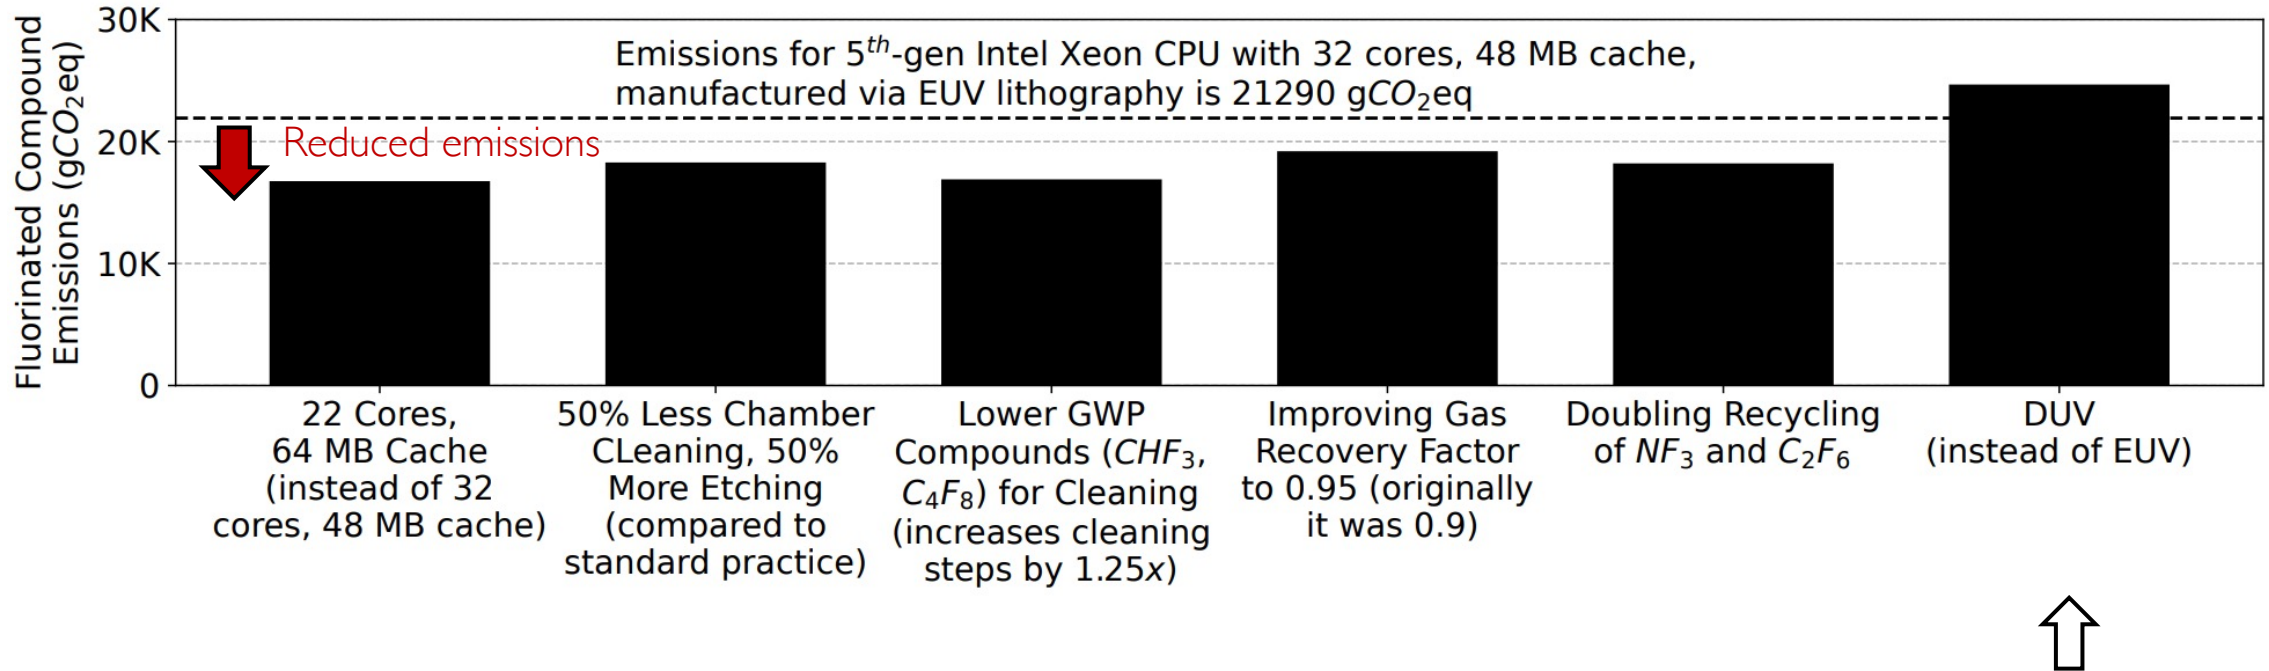 Fluorinated Compound
Emissions (gCO₂eq)
30K
20K
10K
0
Emissions for 5ᵗʰ-gen Intel Xeon CPU with 32 cores, 48 MB cache,
manufactured via EUV lithography is 21290 gCO₂eq
Reduced emissions
22 Cores,
64 MB Cache
(instead of 32
cores, 48 MB cache)
50% Less Chamber
CLeaning, 50%
More Etching
(compared to
standard practice)
Lower GWP
Compounds (CHF₃,
C₄F₈) for Cleaning
(increases cleaning
steps by 1.25x)
Improving Gas
Recovery Factor
to 0.95 (originally
it was 0.9)
Doubling Recycling
of NF₃ and C₂F₆
DUV
(instead of EUV)